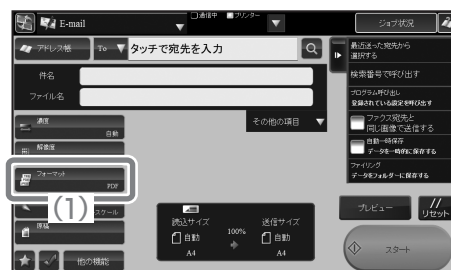 E-mail
通信中 プリンター
ジョブ状況
アドレス帳 To タッチで宛先を入力
件名
ファイル名
その他の項目
濃度
自動
解像度
フォーマット
PDF
(1)
スケール
原稿
他の機能
読込サイズ 100% 送信サイズ
自動 自動
A4 A4
最近送った宛先から
選択する
検索番号で呼び出す
プログラム呼び出し
登録されている設定を呼び出す
ファクス宛先と
同じ画像で送信する
自動一時保存
データを一時的に保存する
ファイリング
データをフォルダーに保存する
プレビュー リセット
スタート